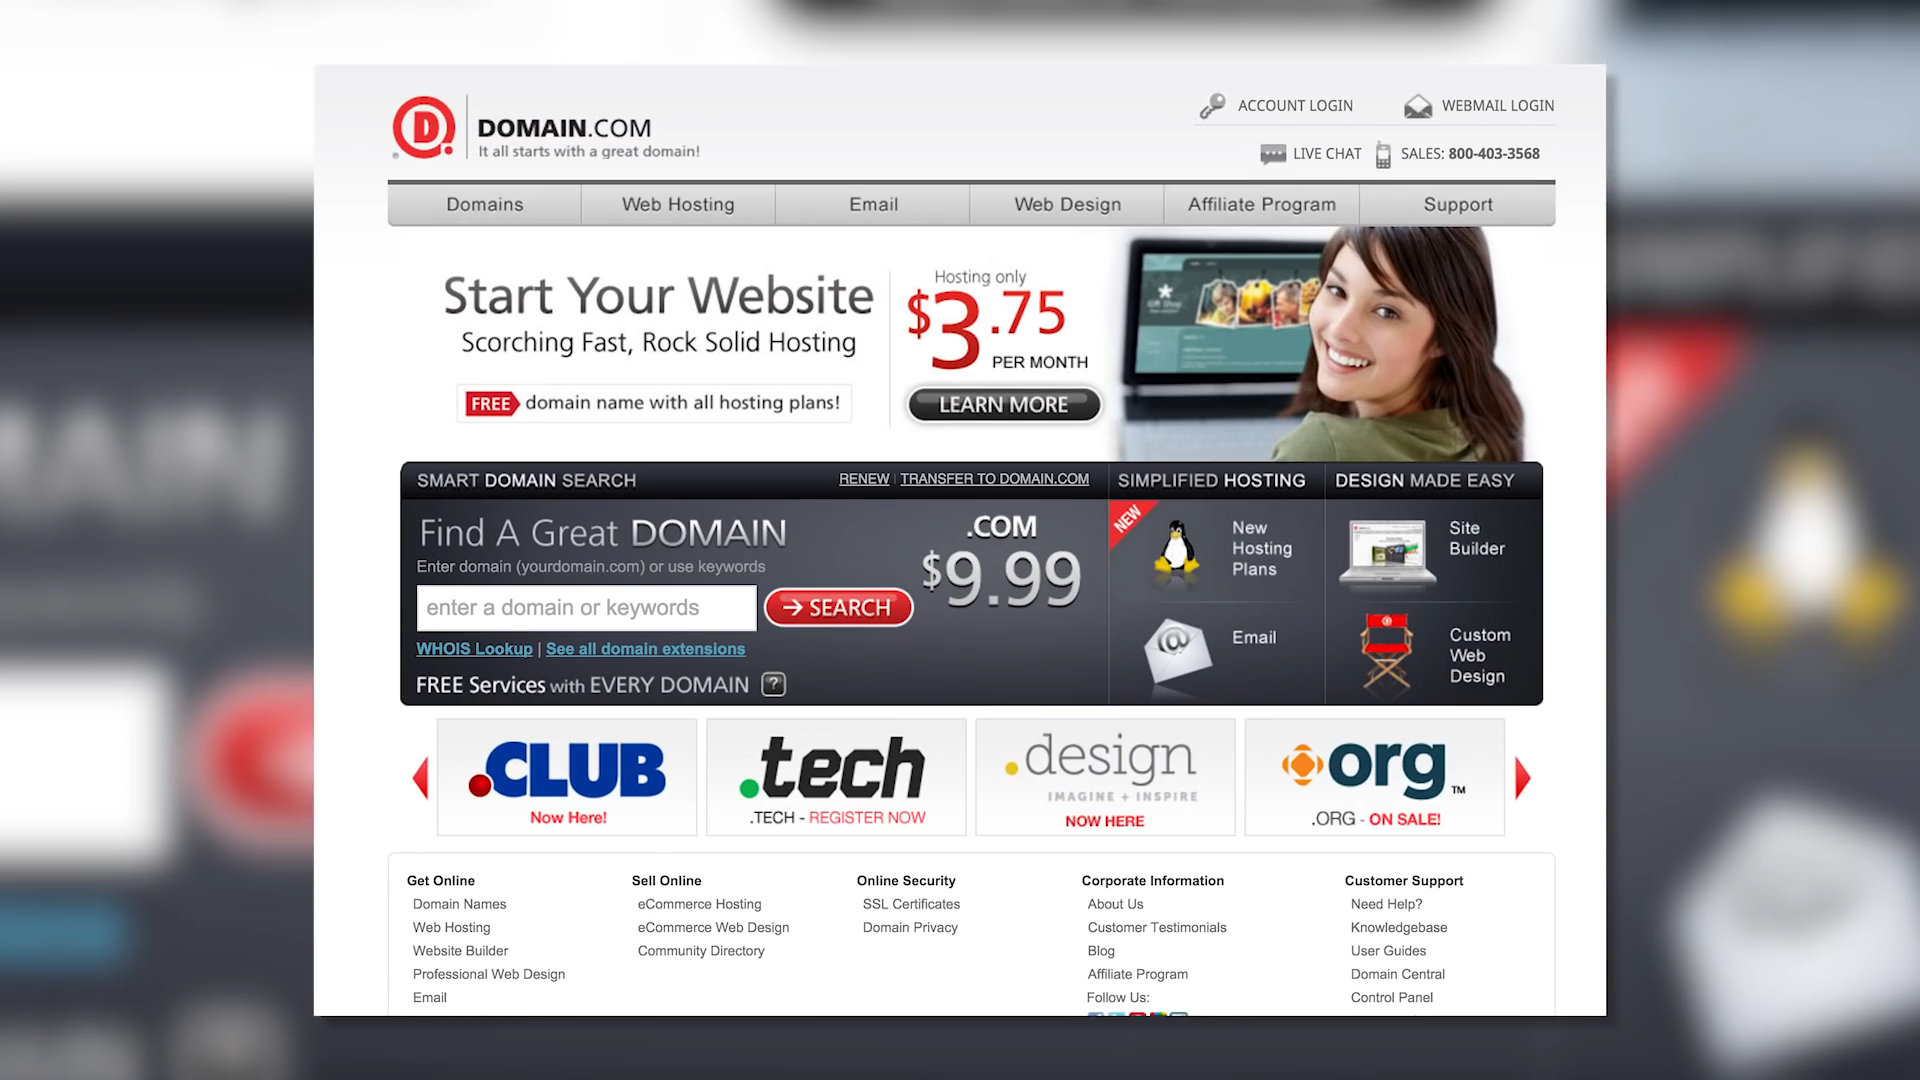 D
DOMAIN.COM
It all starts with a great domain!
ACCOUNT LOGIN
WEBMAIL LOGIN
LIVE CHAT
SALES: 800-403-3568
Domains
Web Hosting
Email
Web Design
Affiliate Program
Support
Start Your Website
Scorching Fast, Rock Solid Hosting
FREE domain name with all hosting plans!
Hosting only
$3.75
PER MONTH
LEARN MORE
SMART DOMAIN SEARCH
RENEW | TRANSFER TO DOMAIN.COM
SIMPLIFIED HOSTING
DESIGN MADE EASY
Find A Great DOMAIN
Enter domain (yourdomain.com) or use keywords
enter a domain or keywords
→ SEARCH
.COM
$9.99
WHOIS Lookup | See all domain extensions
FREE Services with EVERY DOMAIN ?
NEW
New
Hosting
Plans
@
Email
Site
Builder
Custom
Web
Design
.CLUB
Now Here!
.tech
.TECH - REGISTER NOW
.design
IMAGINE + INSPIRE
NOW HERE
.org™
.ORG - ON SALE!
Get Online
Domain Names
Web Hosting
Website Builder
Professional Web Design
Email
Sell Online
eCommerce Hosting
eCommerce Web Design
Community Directory
Online Security
SSL Certificates
Domain Privacy
Corporate Information
About Us
Customer Testimonials
Blog
Affiliate Program
Follow Us:
Customer Support
Need Help?
Knowledgebase
User Guides
Domain Central
Control Panel